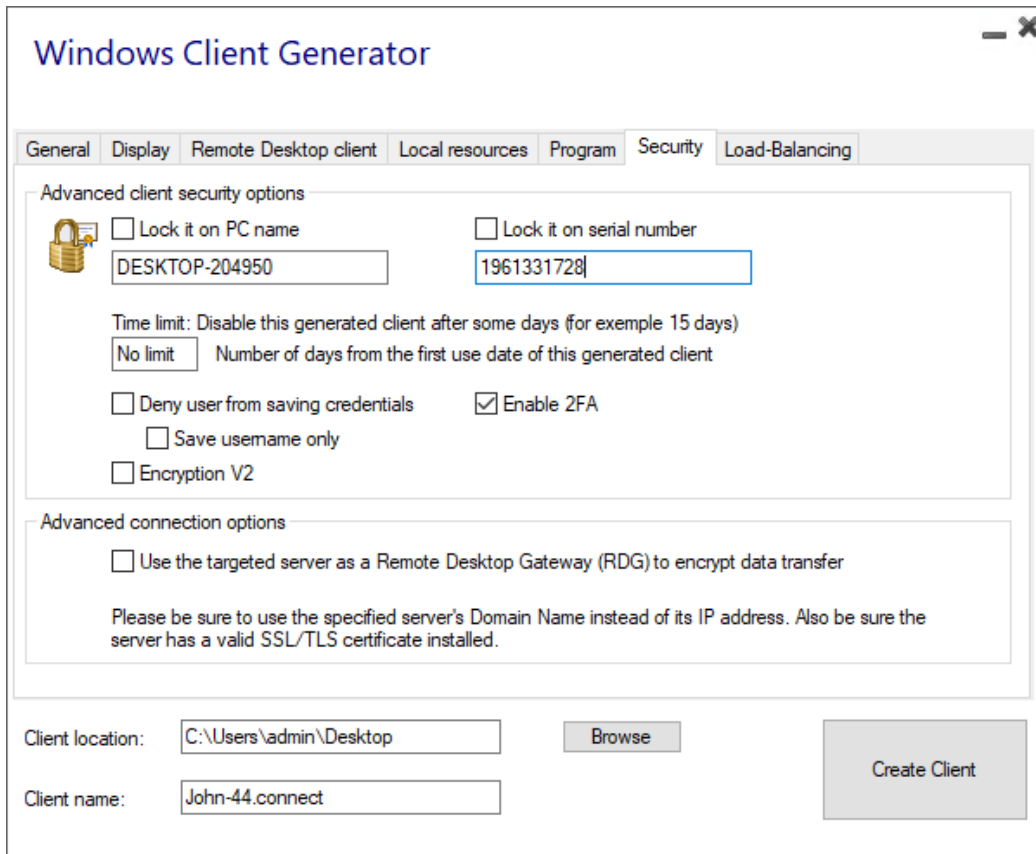 Windows Client Generator
General Display Remote Desktop client Local resources Program Security Load-Balancing
Advanced client security options
Lock it on PC name Lock it on serial number
DESKTOP-204950 1961331728
Time limit: Disable this generated client after some days (for exemple 15 days)
No limit Number of days from the first use date of this generated client
Deny user from saving credentials Enable 2FA
Save username only
Encryption V2
Advanced connection options
Use the targeted server as a Remote Desktop Gateway (RDG) to encrypt data transfer
Please be sure to use the specified server's Domain Name instead of its IP address. Also be sure the
server has a valid SSL/TLS certificate installed.
Client location: C:\Users\admin\Desktop Browse
Create Client
Client name: John-44.connect